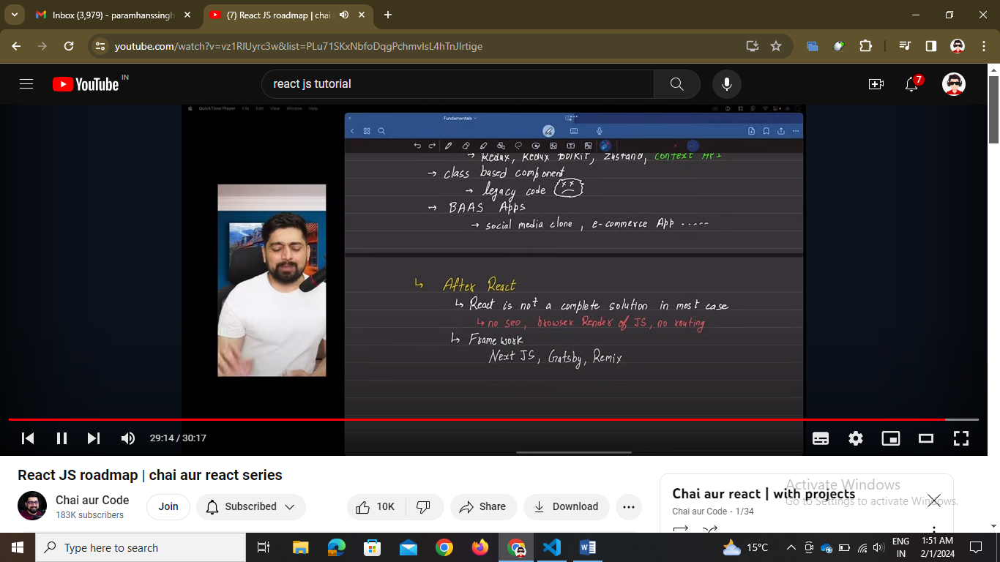 Inbox (3,979) - paramhanssingh
(7) React JS roadmap | chai
youtube.com/watch?v=vz1RlUyrc3w&list=PLu71SKxNbfoDqgPchmvIsL4hTnJIrtige
YouTube IN
react js tutorial
7
QuickTime Player File Edit View Window Help
Fundamentals
→ Redux, Redux toolkit, Zustand, context API
→ class based component
→ legacy code
→ BAAS Apps
→ social media clone, e-commerce App .....
↳ After React
↳ React is not a complete solution in most case
↳ no seo, browser Render of JS, no routing
↳ Framework
Next JS, Gatsby, Remix
29:14 / 30:17
React JS roadmap | chai aur react series
Chai aur Code
183K subscribers
Join
Subscribed
10K
Share
Download
Chai aur react | with projects
Chai aur Code - 1/34
Activate Windows
Go to Settings to activate Windows.
Type here to search
15°C
ENG
IN
1:51 AM
2/1/2024